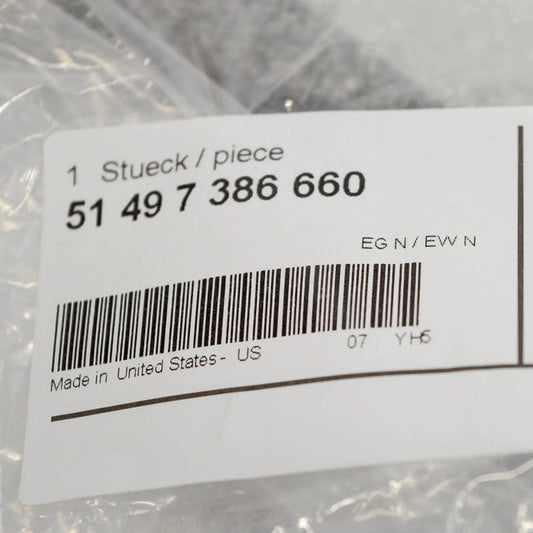 1 Stueck / piece
51 49 7 386 660
EG N / EW N
Made in United States - US 07 YH5